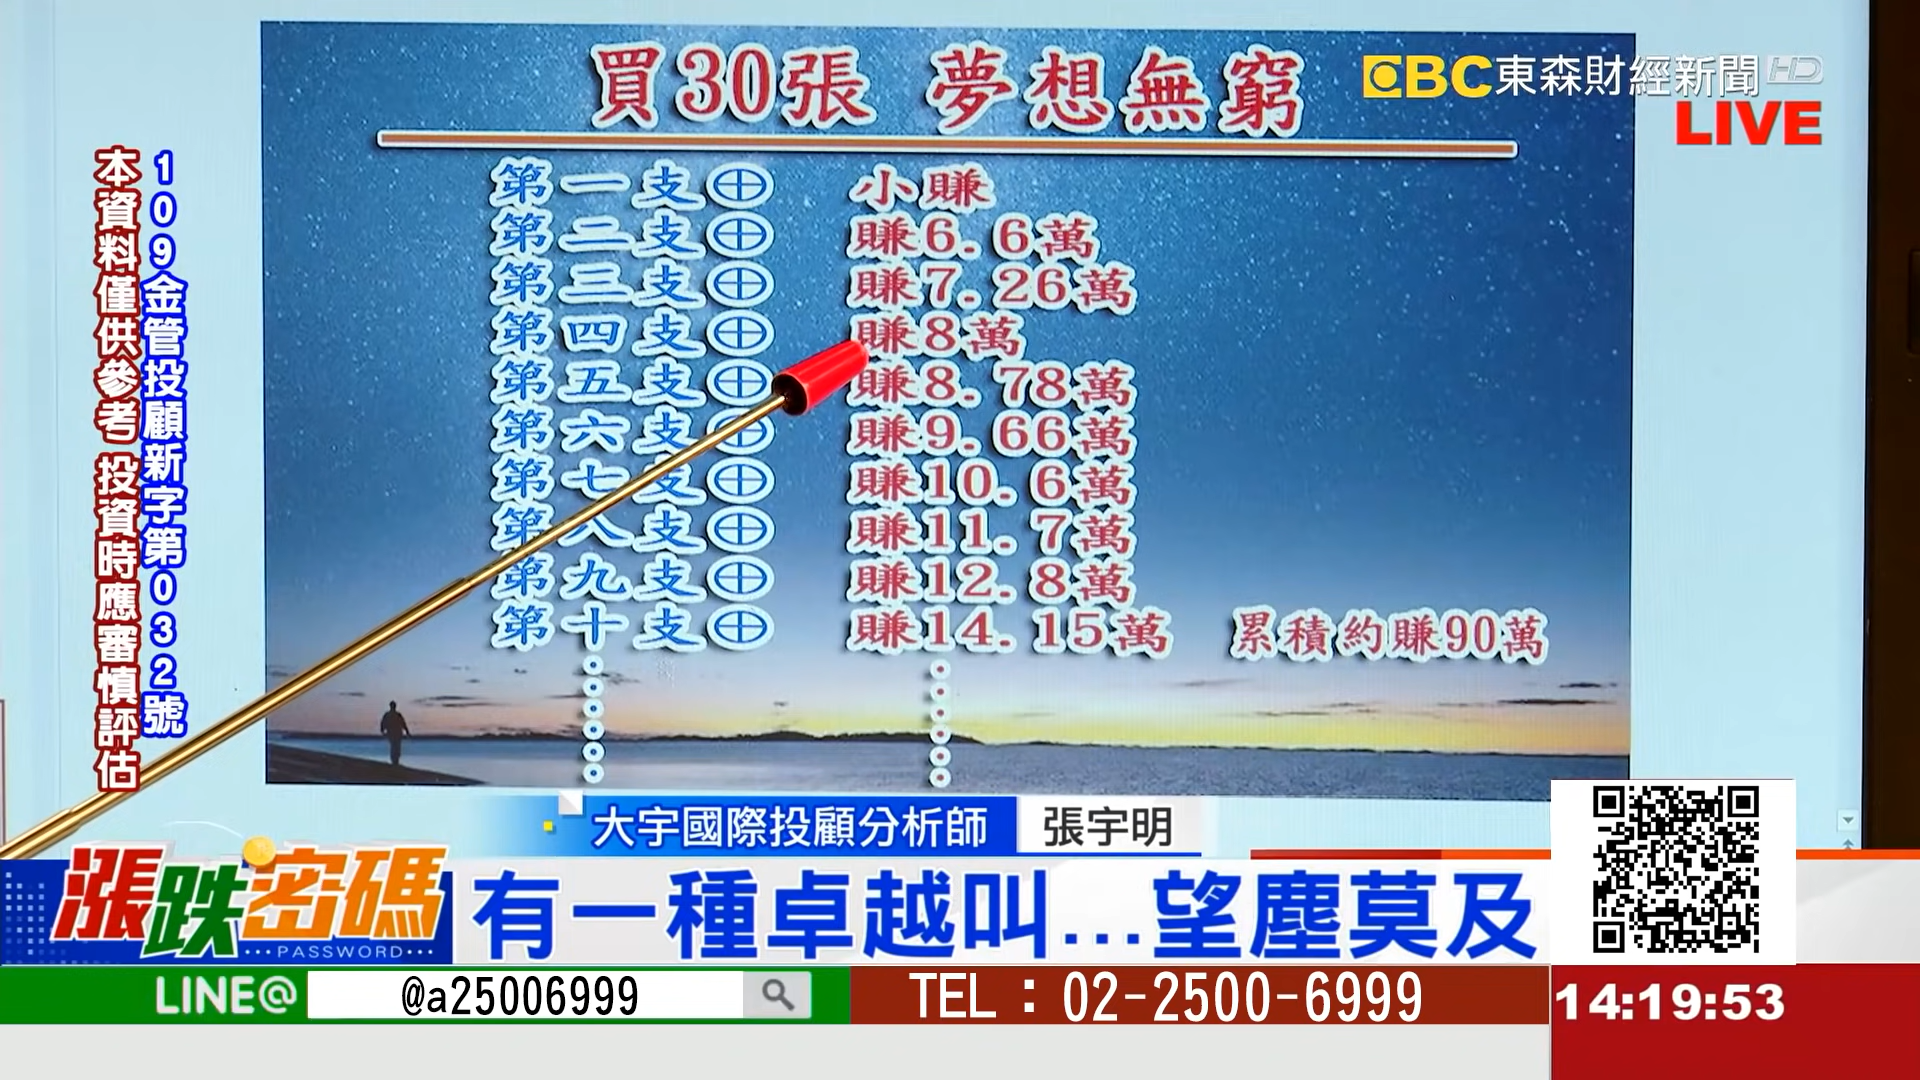 買30張 夢想無窮
EBC東森財經新聞HD
LIVE
109金管投顧新字第032號
本資料僅供參考 投資時應審慎評估
第一支⊕ 小賺
第二支⊕ 賺6.6萬
第三支⊕ 賺7.26萬
第四支⊕ 賺8萬
第五支⊕ 賺8.78萬
第六支⊕ 賺9.66萬
第七支⊕ 賺10.6萬
第八支⊕ 賺11.7萬
第九支⊕ 賺12.8萬
第十支⊕ 賺14.15萬 累積約賺90萬
大宇國際投顧分析師 張宇明
漲跌密碼
PASSWORD
有一種卓越叫...望塵莫及
LINE@ @a25006999
TEL：02-2500-6999
14:19:53